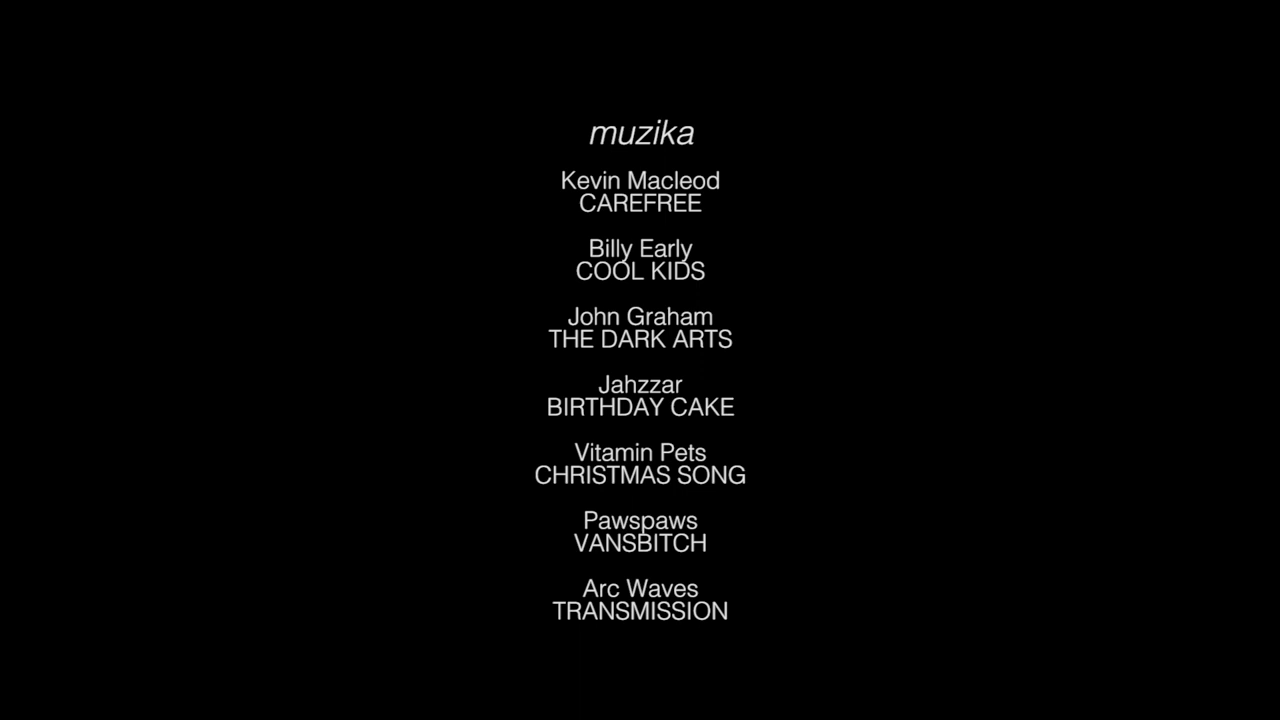 muzika
Kevin Macleod
CAREFREE
Billy Early
COOL KIDS
John Graham
THE DARK ARTS
Jahzzar
BIRTHDAY CAKE
Vitamin Pets
CHRISTMAS SONG
Pawspaws
VANSBITCH
Arc Waves
TRANSMISSION